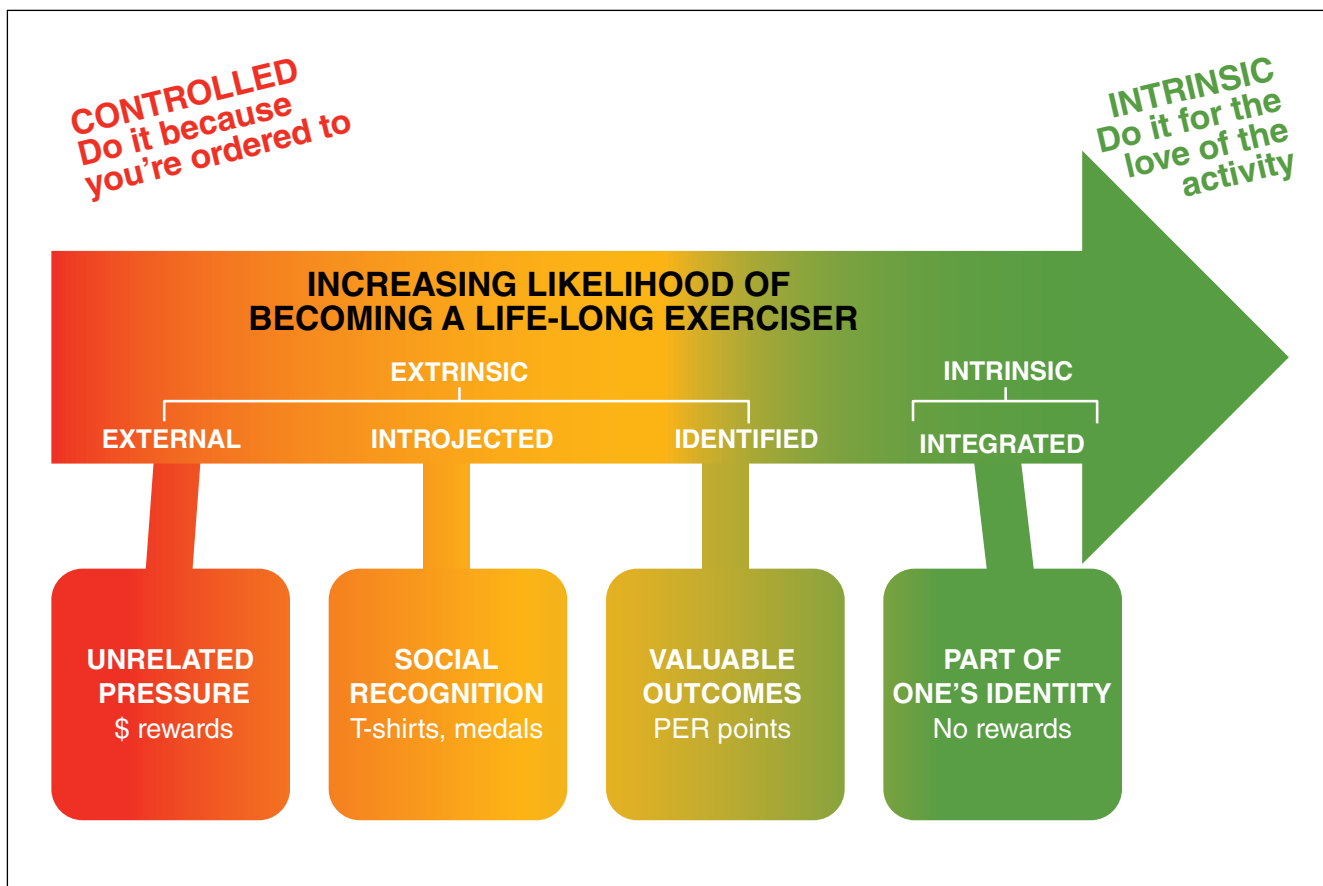 CONTROLLED
Do it because
you're ordered to
INTRINSIC
Do it for the
love of the
activity
INCREASING LIKELIHOOD OF
BECOMING A LIFE-LONG EXERCISER
EXTRINSIC
INTRINSIC
EXTERNAL
INTROJECTED
IDENTIFIED
INTEGRATED
UNRELATED
PRESSURE
$ rewards
SOCIAL
RECOGNITION
T-shirts, medals
VALUABLE
OUTCOMES
PER points
PART OF
ONE'S IDENTITY
No rewards